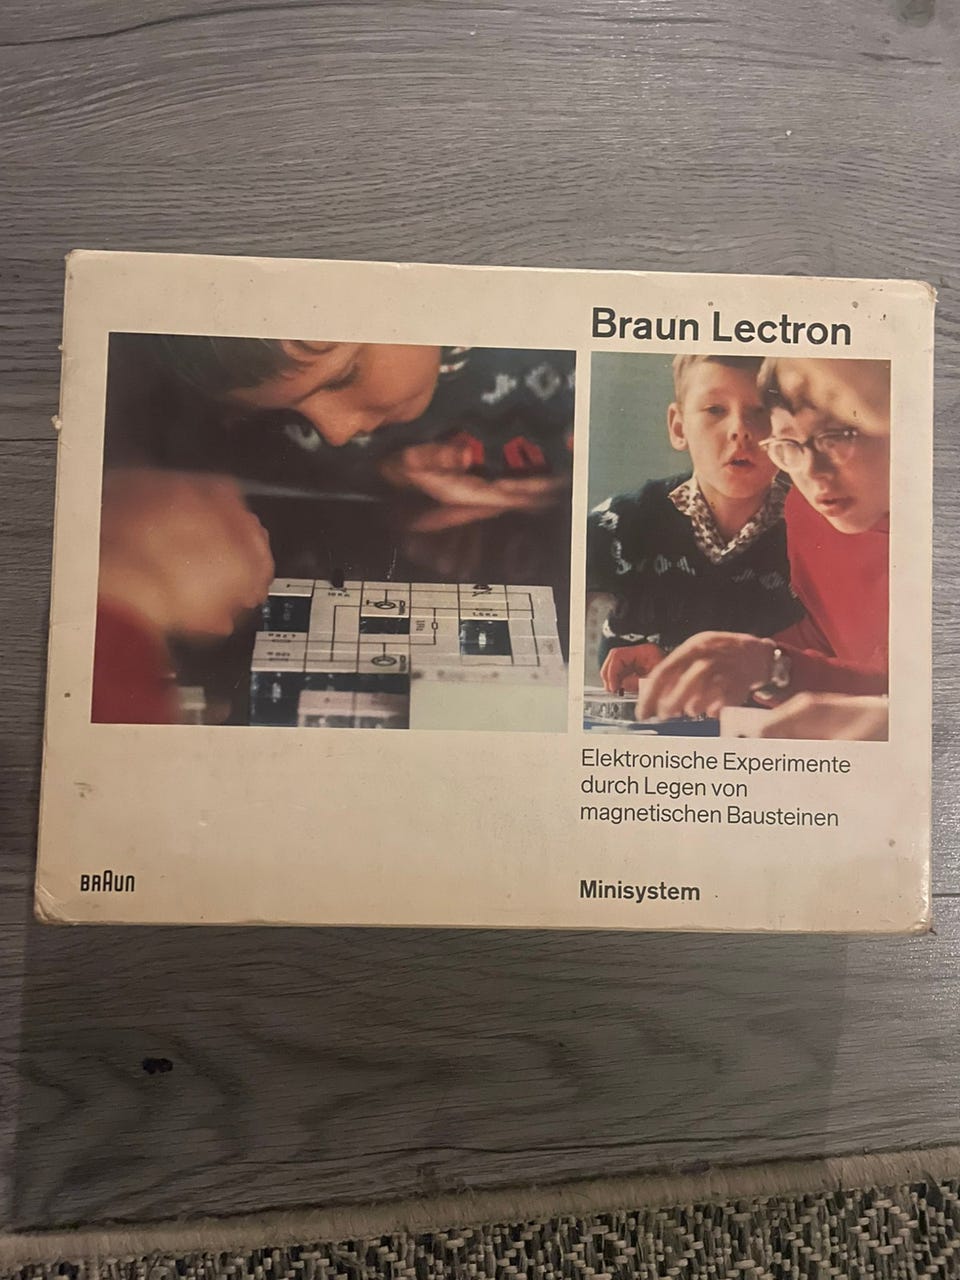 Braun Lectron
Elektronische Experimente
durch Legen von
magnetischen Bausteinen
BRAUN
Minisystem